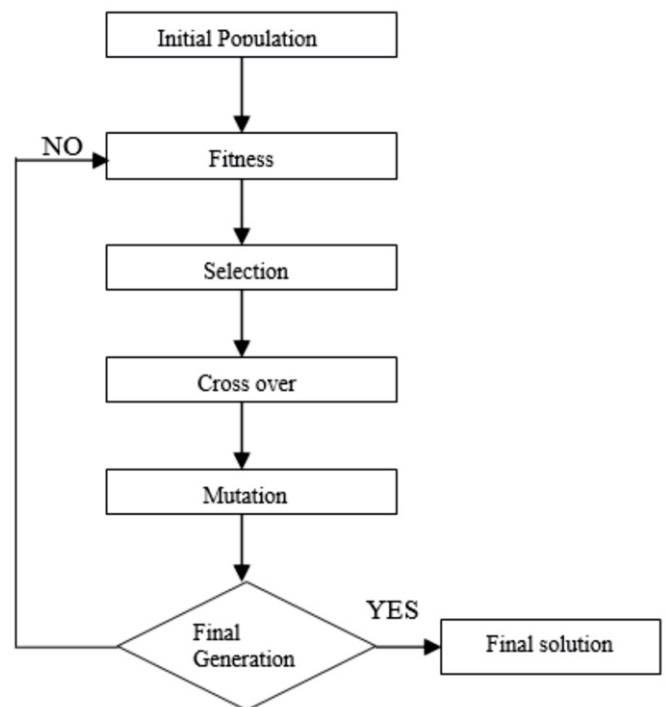 Initial Population
NO
Fitness
Selection
Cross over
Mutation
YES
Final
Generation
Final solution